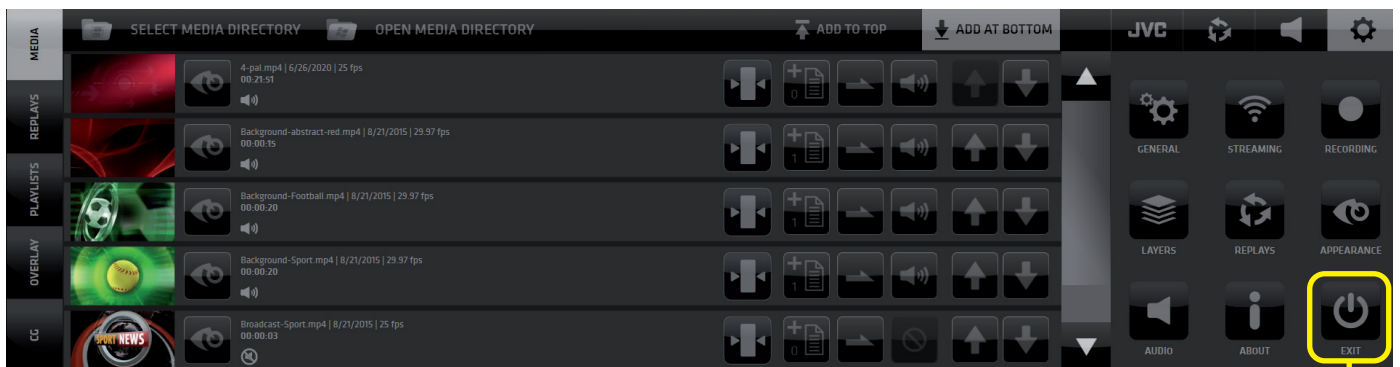 MEDIA
REPLAYS
PLAYLISTS
OVERLAY
CG
SELECT MEDIA DIRECTORY
OPEN MEDIA DIRECTORY
ADD TO TOP
ADD AT BOTTOM
4-pal.mp4 | 6/26/2020 | 25 fps
00:21:51
0
Background-abstract-red.mp4 | 8/21/2015 | 29.97 fps
00:00:15
1
Background-Football.mp4 | 8/21/2015 | 29.97 fps
00:00:20
1
Background-Sport.mp4 | 8/21/2015 | 29.97 fps
00:00:20
1
SPORT NEWS
Broadcast-Sport.mp4 | 8/21/2015 | 25 fps
00:00:03
0
JVC
GENERAL
STREAMING
RECORDING
LAYERS
REPLAYS
APPEARANCE
AUDIO
ABOUT
EXIT